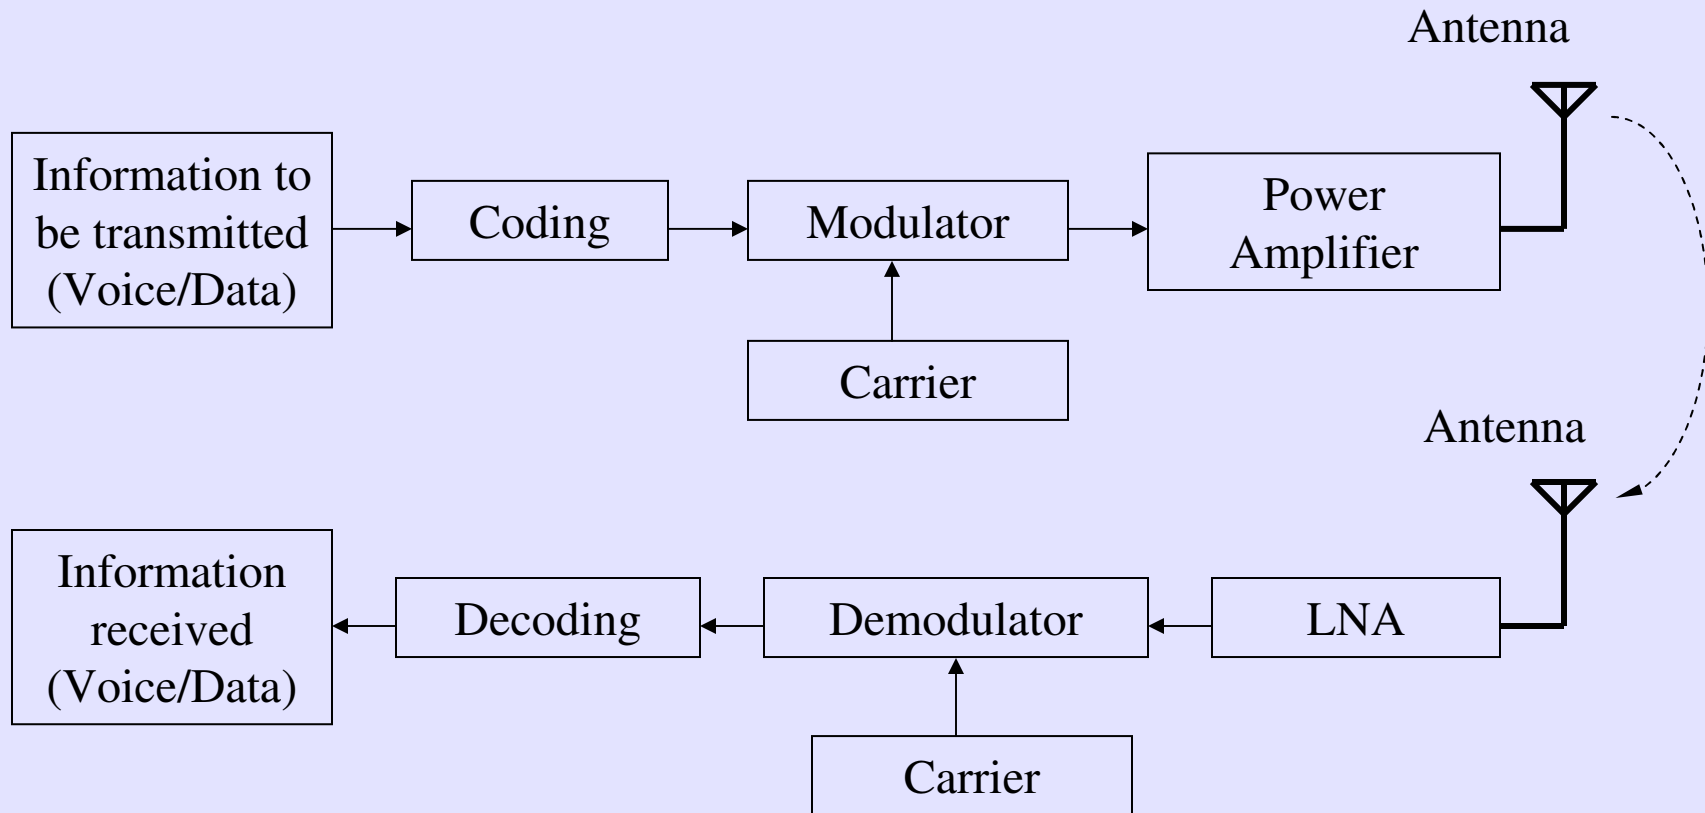 Antenna
Information to
be transmitted
(Voice/Data)
Coding
Modulator
Power
Amplifier
Carrier
Antenna
Information
received
(Voice/Data)
Decoding
Demodulator
LNA
Carrier